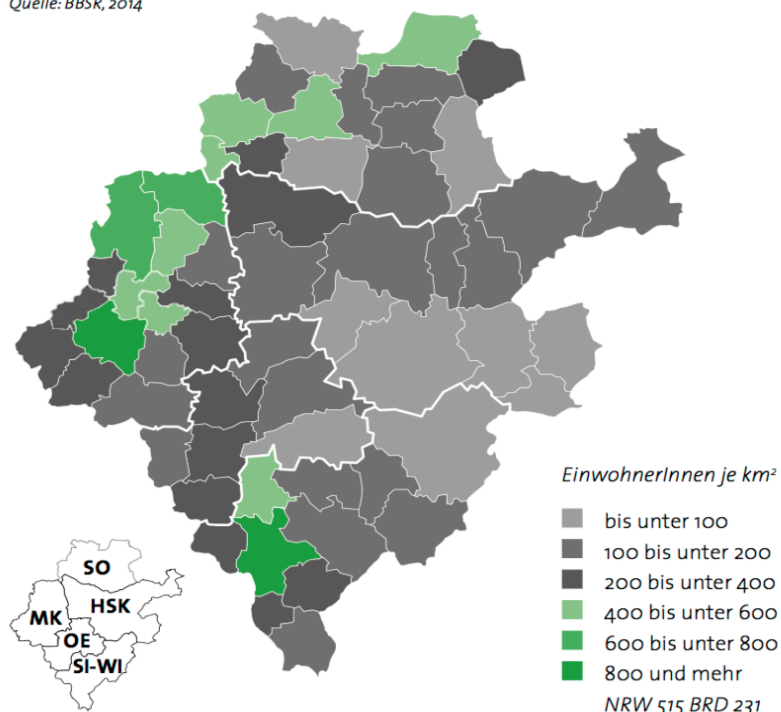 Quelle: BBSR, 2014
EinwohnerInnen je km²
bis unter 100
100 bis unter 200
200 bis unter 400
400 bis unter 600
600 bis unter 800
800 und mehr
NRW 515 BRD 231
SO
HSK
MK
OE
SI-WI